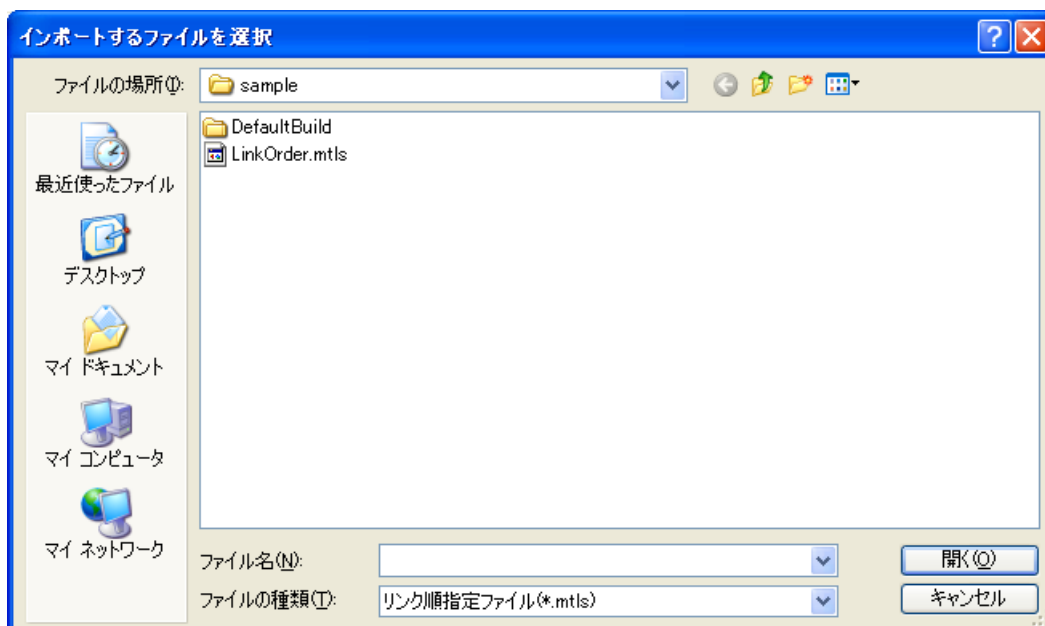 インポートするファイルを選択
ファイルの場所(I):
sample
DefaultBuild
LinkOrder.mtls
最近使ったファイル
デスクトップ
マイ ドキュメント
マイ コンピュータ
マイ ネットワーク
ファイル名(N):
開く(O)
ファイルの種類(T):
リンク順指定ファイル(*.mtls)
キャンセル